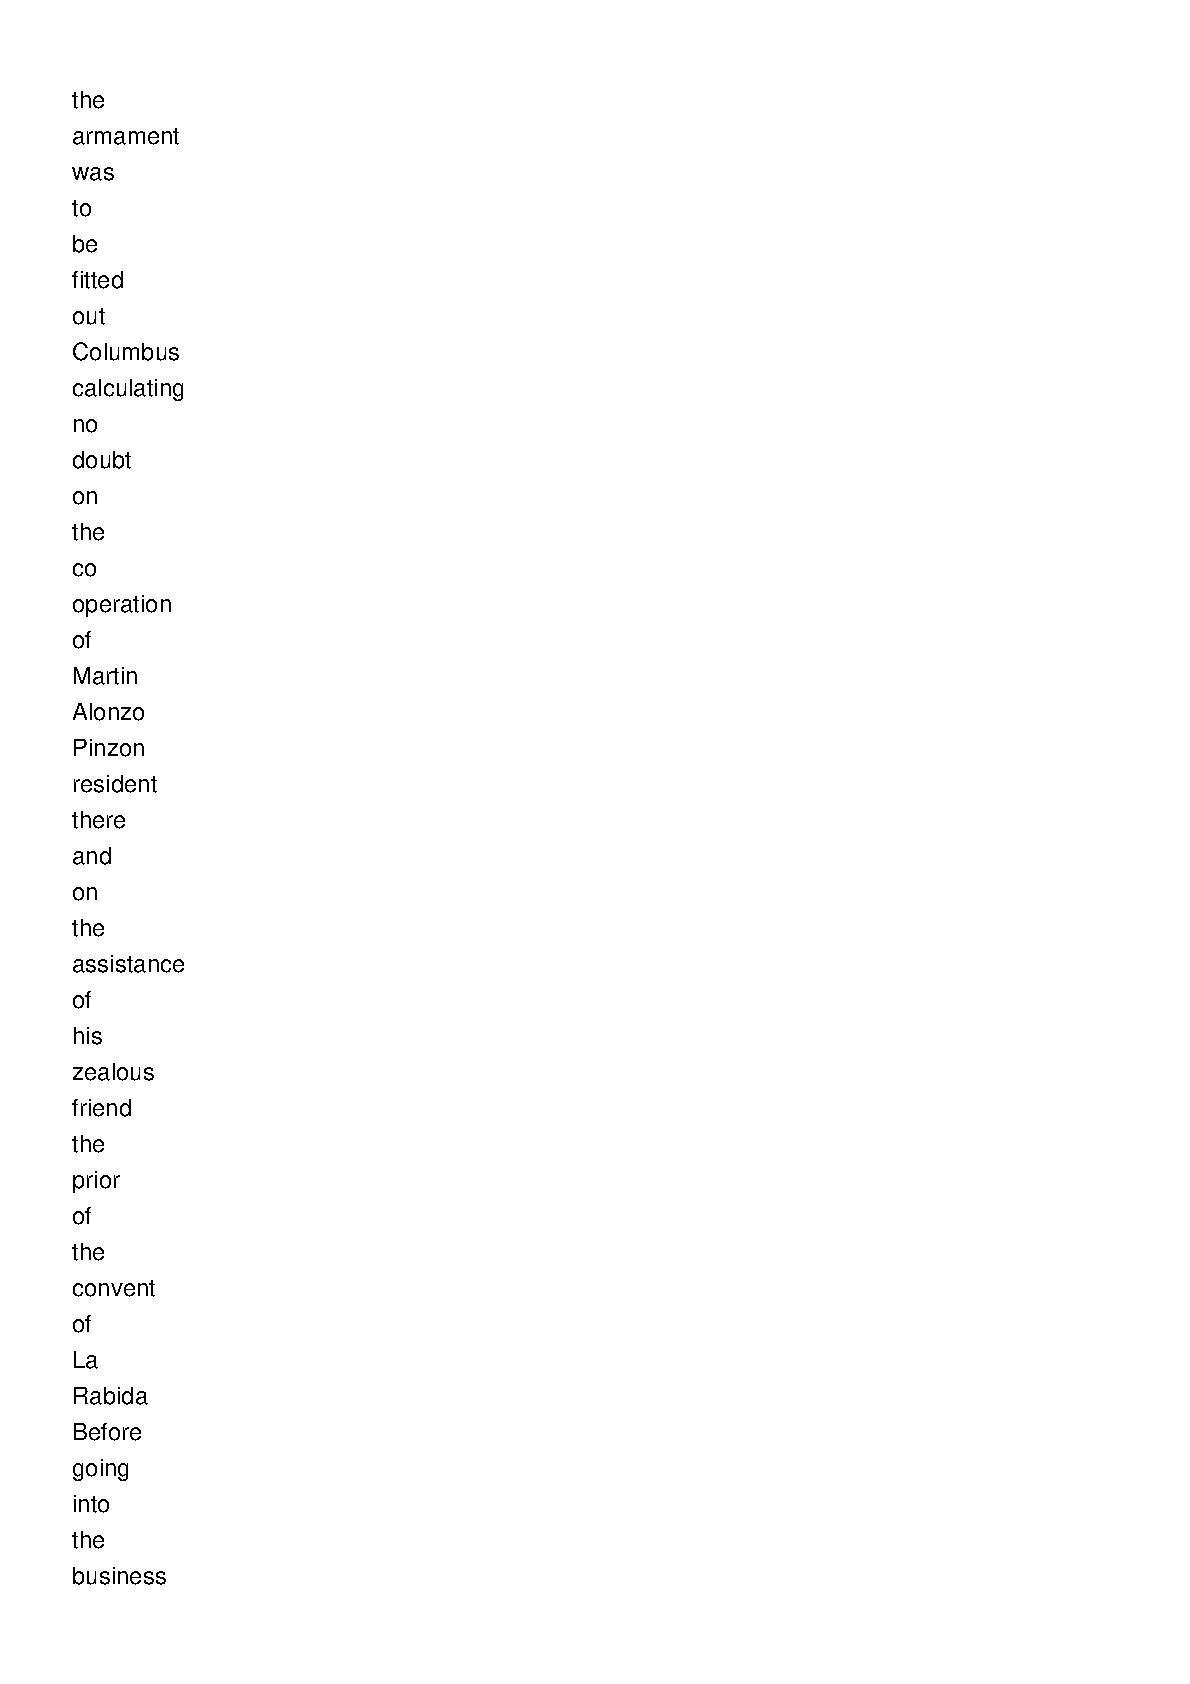 the
armament
was
to
be
fitted
out
Columbus
calculating
no
doubt
on
the
co
operation
of
Martin
Alonzo
Pinzon
resident
there
and
on
the
assistance
of
his
zealous
friend
the
prior
of
the
convent
of
La
Rabida
Before
going
into
the
business